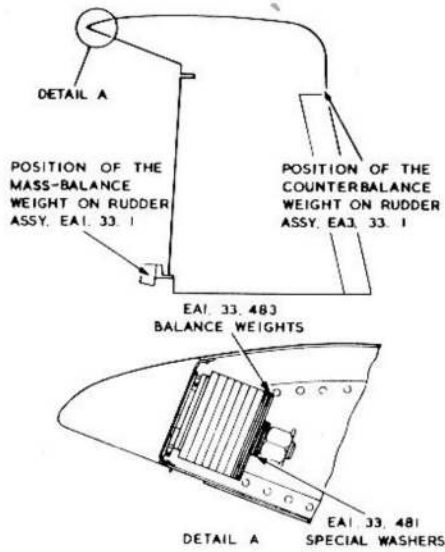 DETAIL A
POSITION OF THE
MASS-BALANCE
WEIGHT ON RUDDER
ASSY, EA1. 33. 1
POSITION OF THE
COUNTERBALANCE
WEIGHT ON RUDDER
ASSY, EA3. 33. 1
EA1. 33. 483
BALANCE WEIGHTS
EA1. 33. 481
SPECIAL WASHERS
DETAIL A